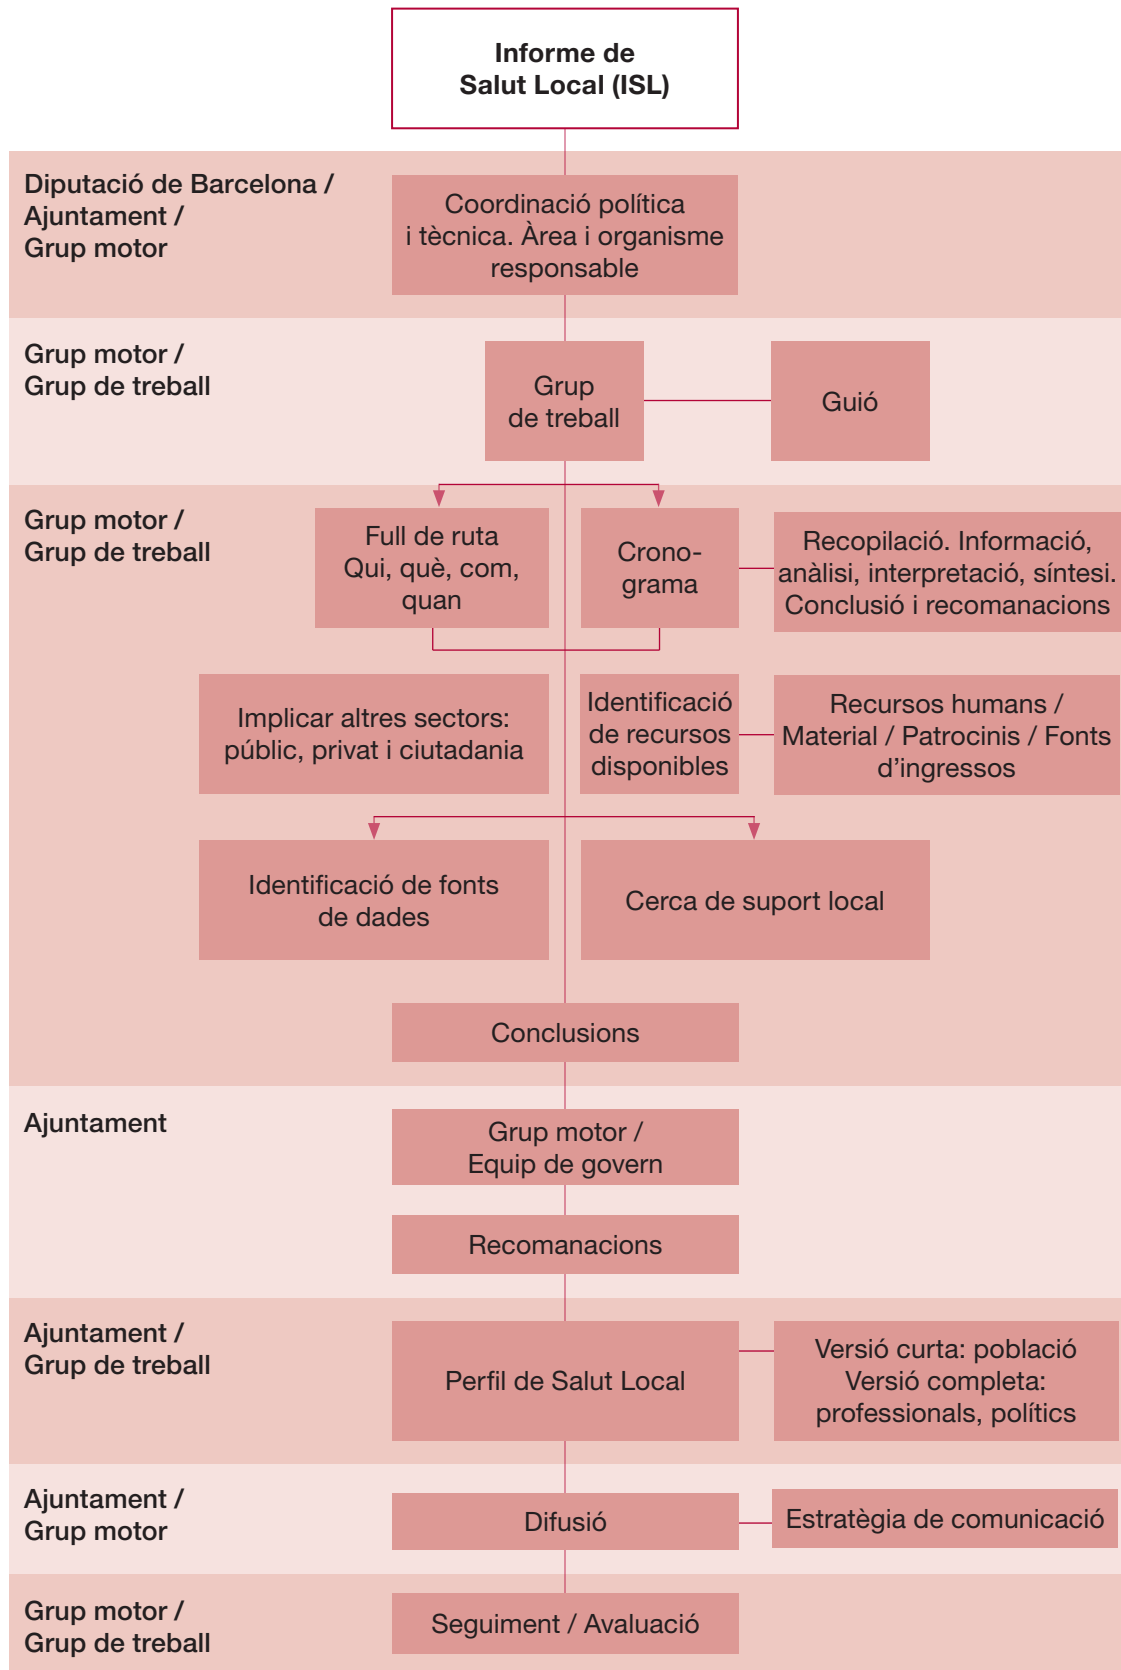 Informe de
Salut Local (ISL)
Diputació de Barcelona /
Ajuntament /
Grup motor
Coordinació política
i tècnica. Àrea i organisme
responsable
Grup motor /
Grup de treball
Grup
de treball
Guió
Grup motor /
Grup de treball
Full de ruta
Qui, què, com,
quan
Crono-
grama
Recopilació. Informació,
anàlisi, interpretació, síntesi.
Conclusió i recomanacions
Implicar altres sectors:
públic, privat i ciutadania
Identificació
de recursos
disponibles
Recursos humans /
Material / Patrocinis / Fonts
d’ingressos
Identificació de fonts
de dades
Cerca de suport local
Conclusions
Ajuntament
Grup motor /
Equip de govern
Recomanacions
Ajuntament /
Grup de treball
Perfil de Salut Local
Versió curta: població
Versió completa:
professionals, polítics
Ajuntament /
Grup motor
Difusió
Estratègia de comunicació
Grup motor /
Grup de treball
Seguiment / Avaluació